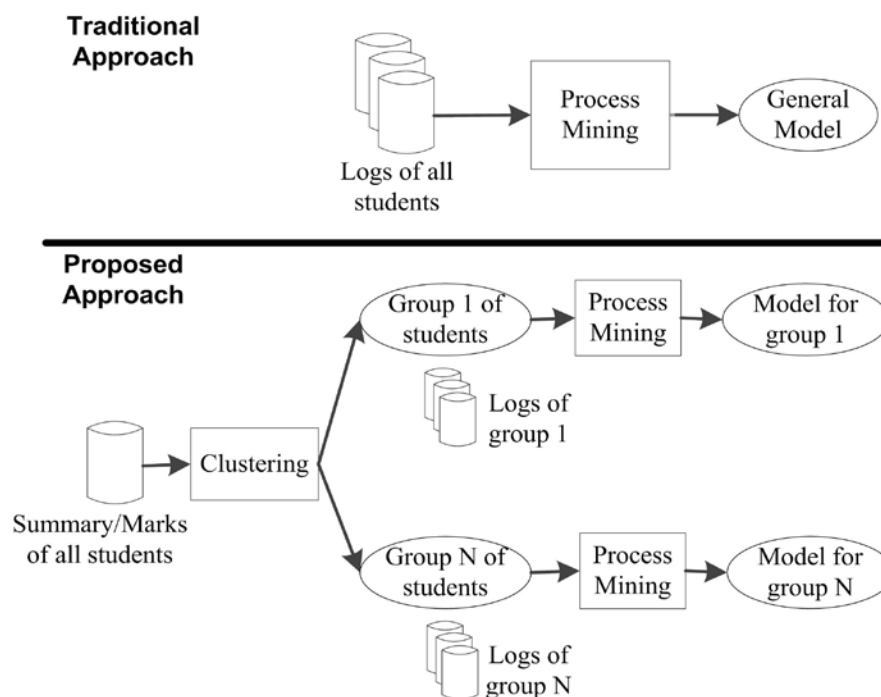 Traditional
Approach
Process
Mining
General
Model
Logs of all
students
Proposed
Approach
Group 1 of
students
Process
Mining
Model for
group 1
Logs of
group 1
Clustering
Summary/Marks
of all students
Group N of
students
Process
Mining
Model for
group N
Logs of
group N